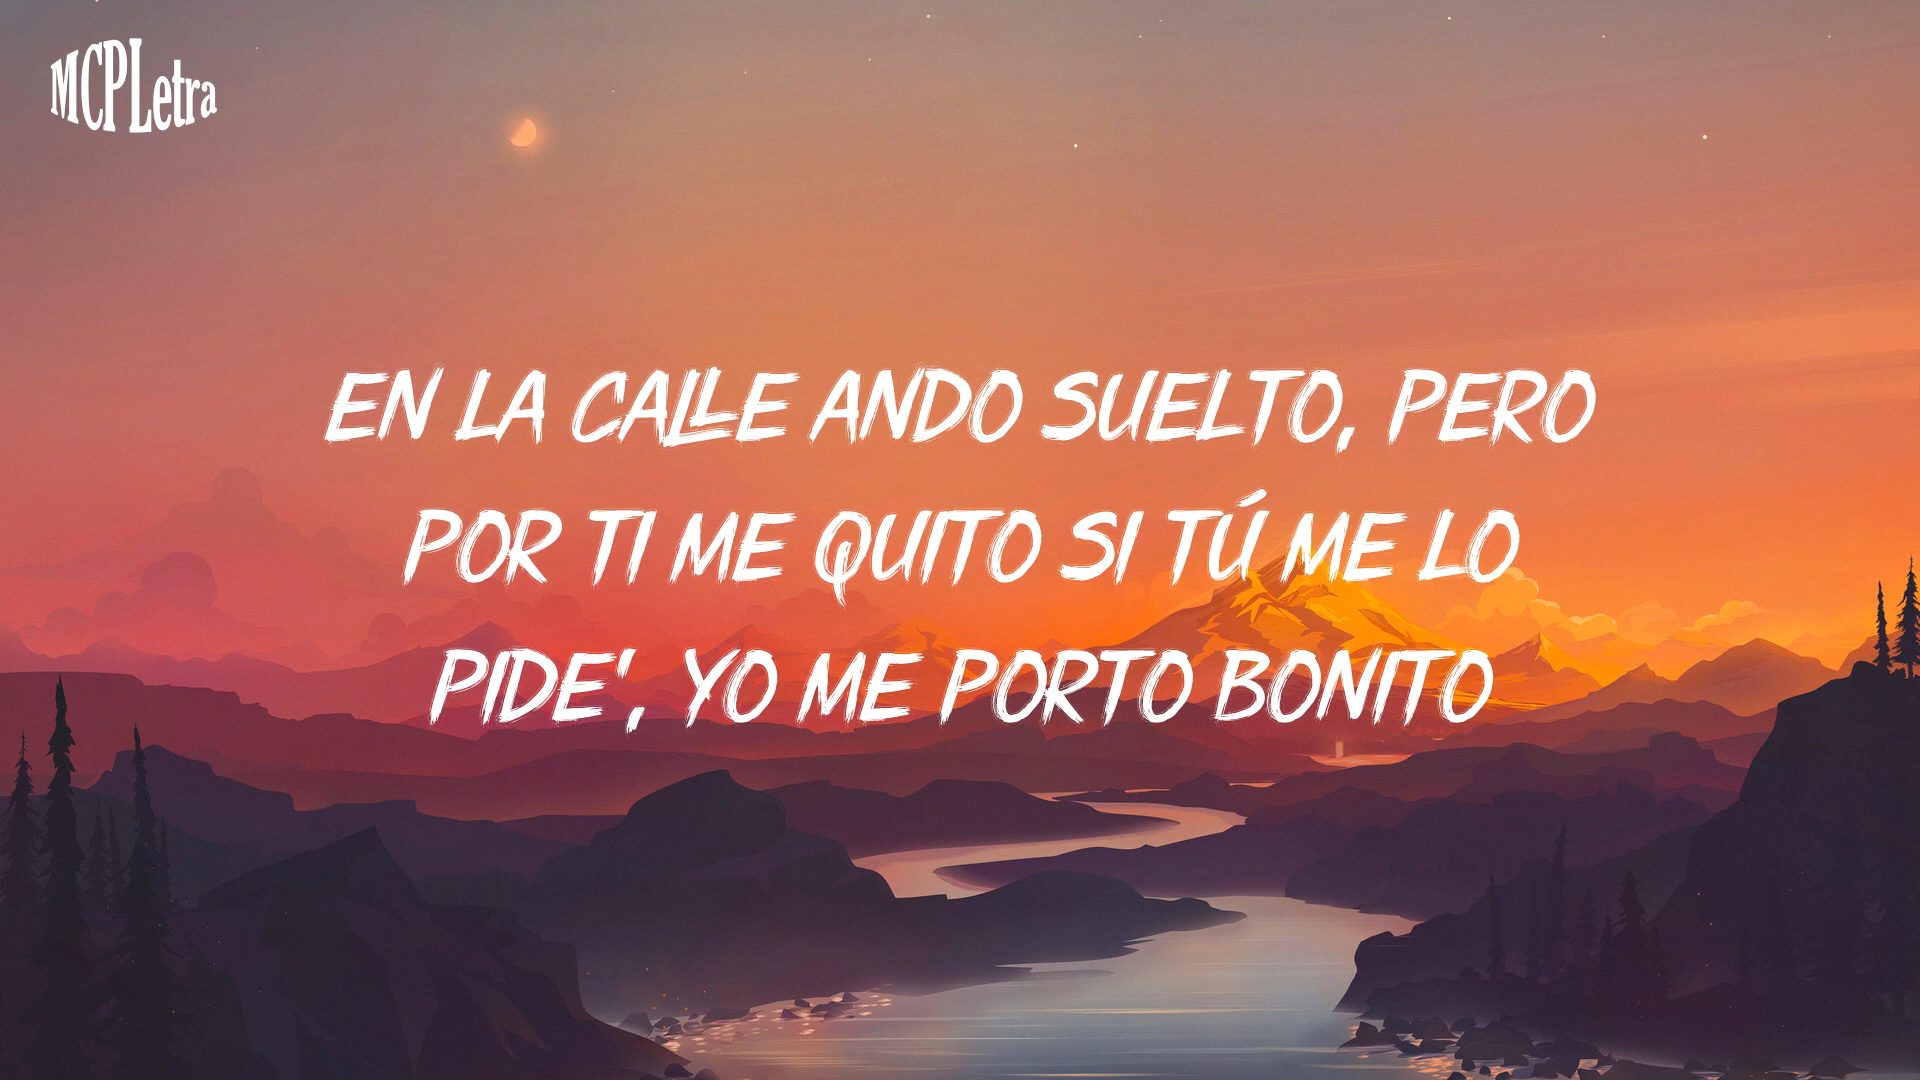 MCPLetra
EN LA CALLE ANDO SUELTO, PERO
POR TI ME QUITO SI TÚ ME LO
PIDE', YO ME PORTO BONITO